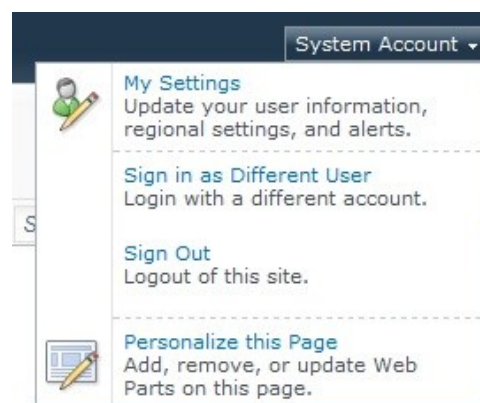 System Account
My Settings
Update your user information,
regional settings, and alerts.
Sign in as Different User
Login with a different account.
S
Sign Out
Logout of this site.
Personalize this Page
Add, remove, or update Web
Parts on this page.